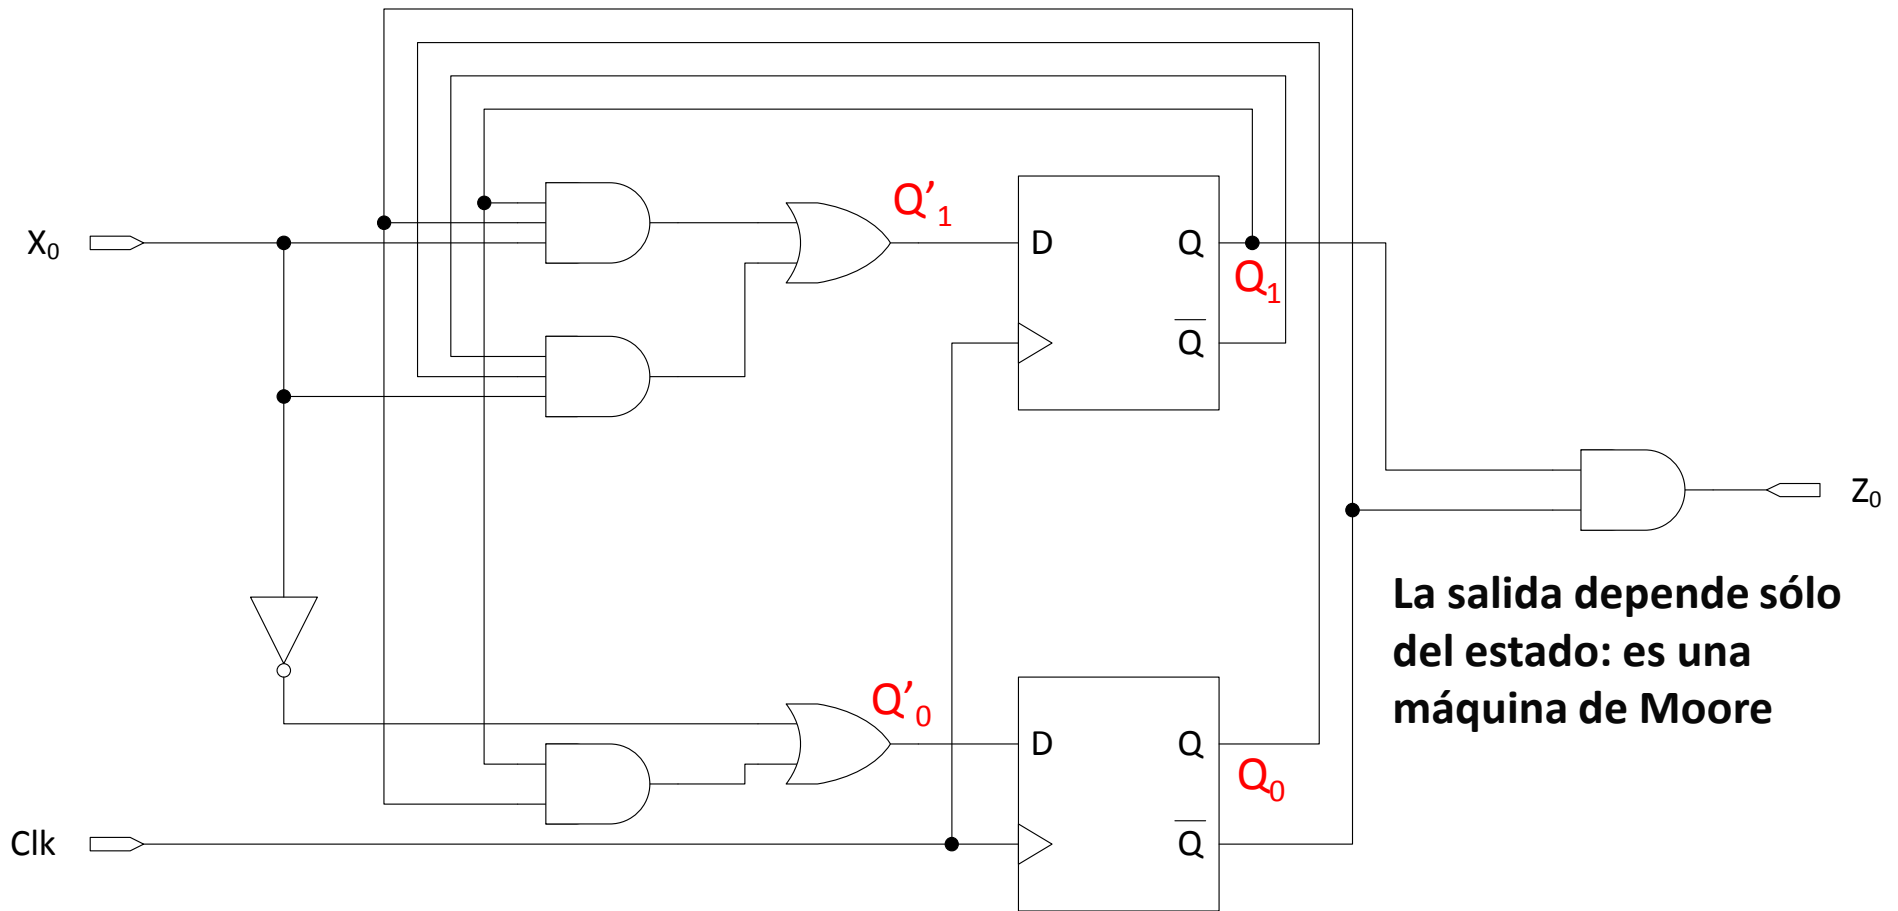 Q’₁
X₀
D
Q
Q₁
Q̅
Z₀
La salida depende sólo
del estado: es una
máquina de Moore
Q’₀
D
Q
Q₀
Clk
Q̅